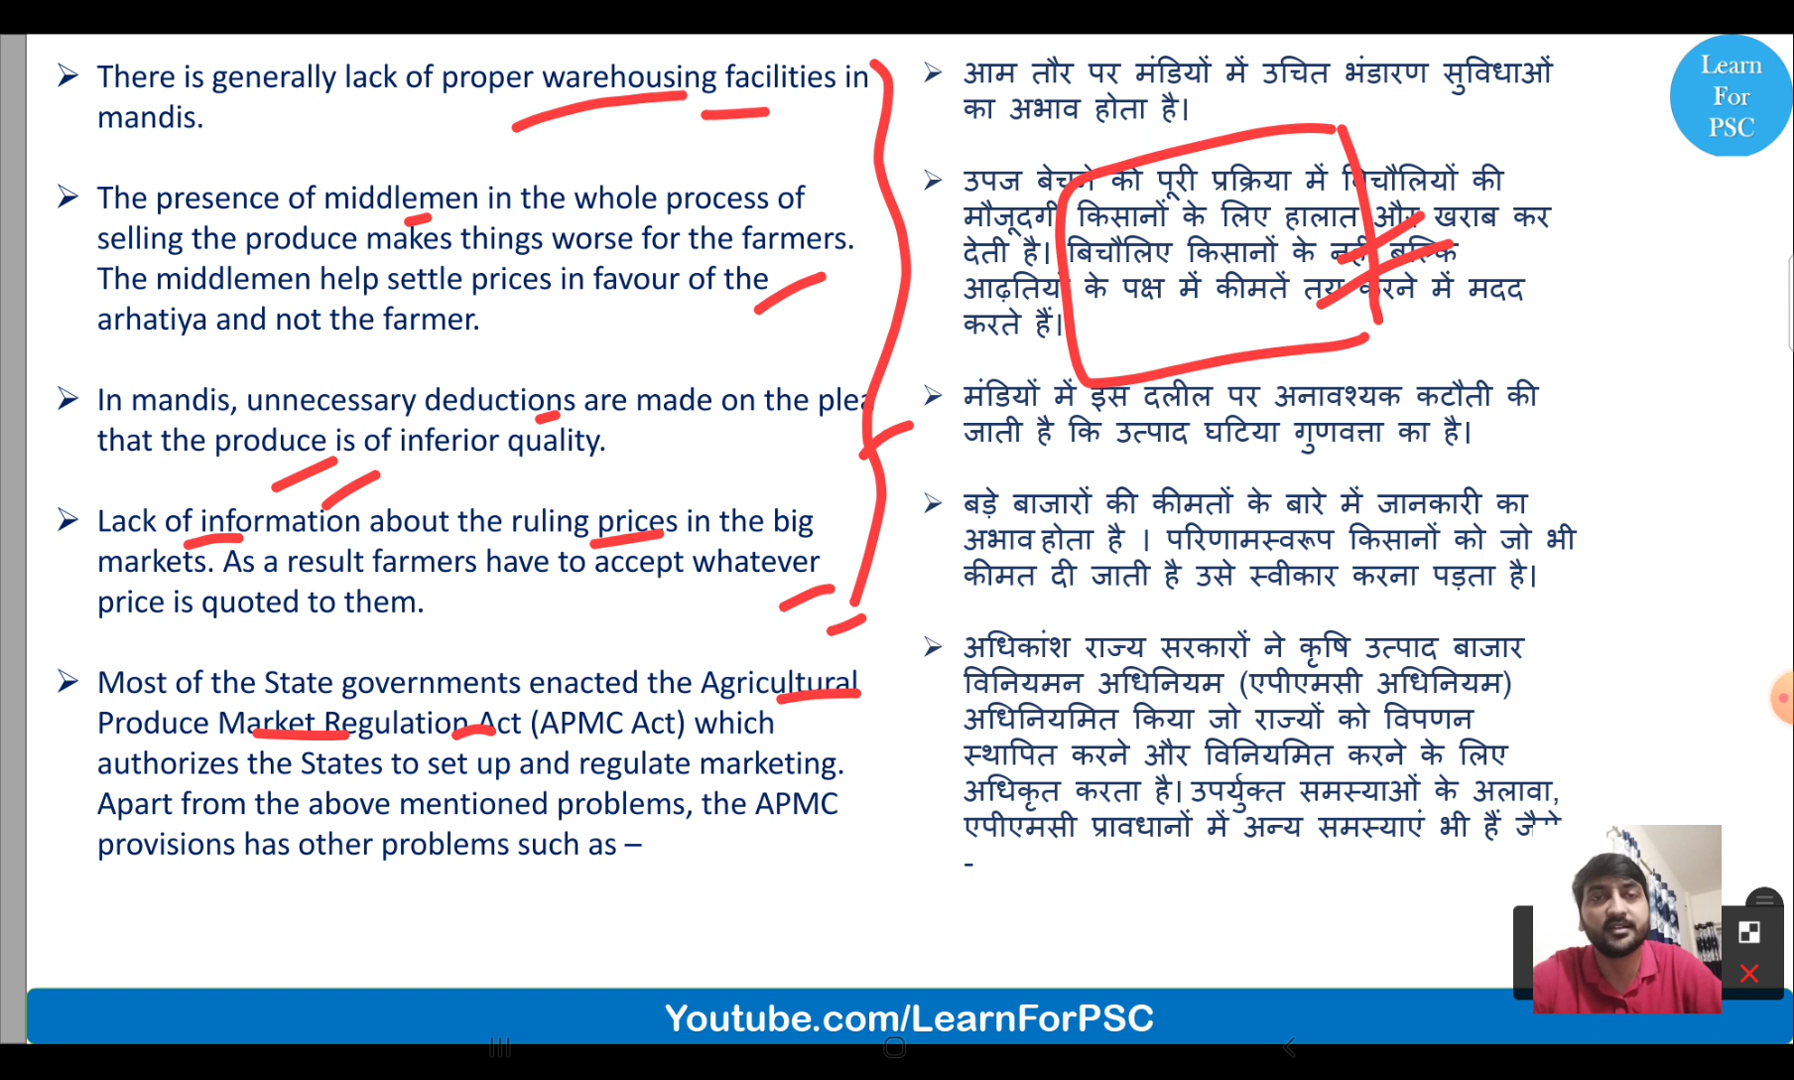 There is generally lack of proper warehousing facilities in
mandis.
The presence of middlemen in the whole process of
selling the produce makes things worse for the farmers.
The middlemen help settle prices in favour of the
arhatiya and not the farmer.
In mandis, unnecessary deductions are made on the plea
that the produce is of inferior quality.
Lack of information about the ruling prices in the big
markets. As a result farmers have to accept whatever
price is quoted to them.
Most of the State governments enacted the Agricultural
Produce Market Regulation Act (APMC Act) which
authorizes the States to set up and regulate marketing.
Apart from the above mentioned problems, the APMC
provisions has other problems such as –
आम तौर पर मंडियों में उचित भंडारण सुविधाओं
का अभाव होता है।
उपज बेचने की पूरी प्रक्रिया में बिचौलियों की
मौजूदगी किसानों के लिए हालात और खराब कर
देती है। बिचौलिए किसानों के नहीं बल्कि
आढ़तियों के पक्ष में कीमतें तय करने में मदद
करते हैं।
मंडियों में इस दलील पर अनावश्यक कटौती की
जाती है कि उत्पाद घटिया गुणवत्ता का है।
बड़े बाजारों की कीमतों के बारे में जानकारी का
अभाव होता है । परिणामस्वरूप किसानों को जो भी
कीमत दी जाती है उसे स्वीकार करना पड़ता है।
अधिकांश राज्य सरकारों ने कृषि उत्पाद बाजार
विनियमन अधिनियम (एपीएमसी अधिनियम)
अधिनियमित किया जो राज्यों को विपणन
स्थापित करने और विनियमित करने के लिए
अधिकृत करता है। उपर्युक्त समस्याओं के अलावा,
एपीएमसी प्रावधानों में अन्य समस्याएं भी हैं जैसे
-
Learn
For
PSC
Youtube.com/LearnForPSC